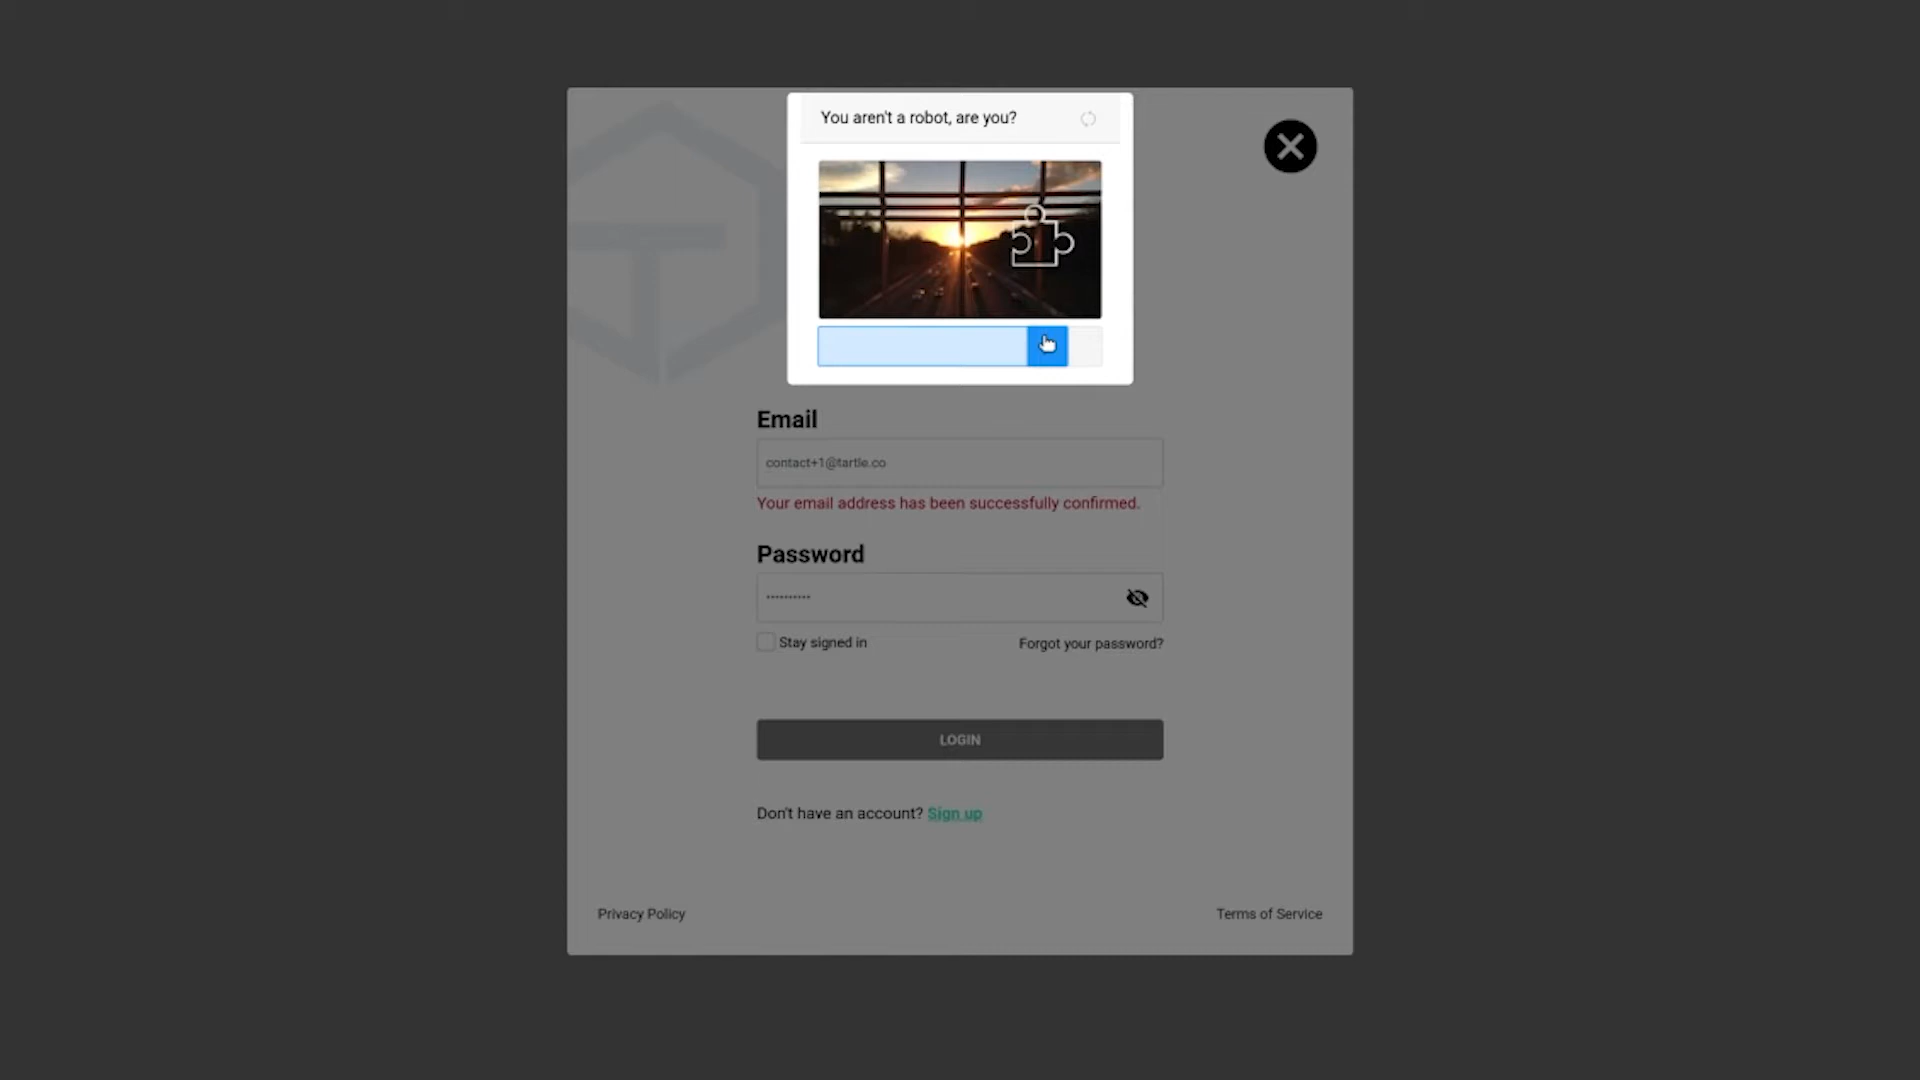 You aren't a robot, are you?
Email
contact+1@tartle.co
Your email address has been successfully confirmed.
Password
Stay signed in
Forgot your password?
LOGIN
Don't have an account? Sign up
Privacy Policy
Terms of Service